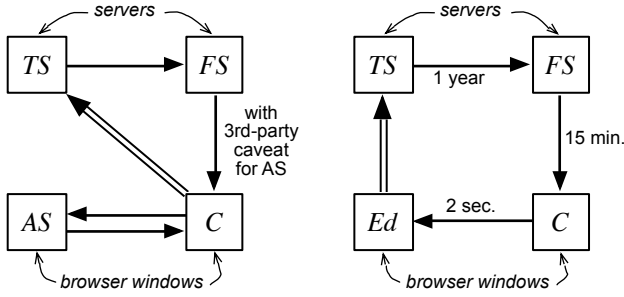 servers
TS
FS
with
3rd-party
caveat
for AS
AS
C
browser windows
servers
TS
1 year
FS
15 min.
Ed
2 sec.
C
browser windows